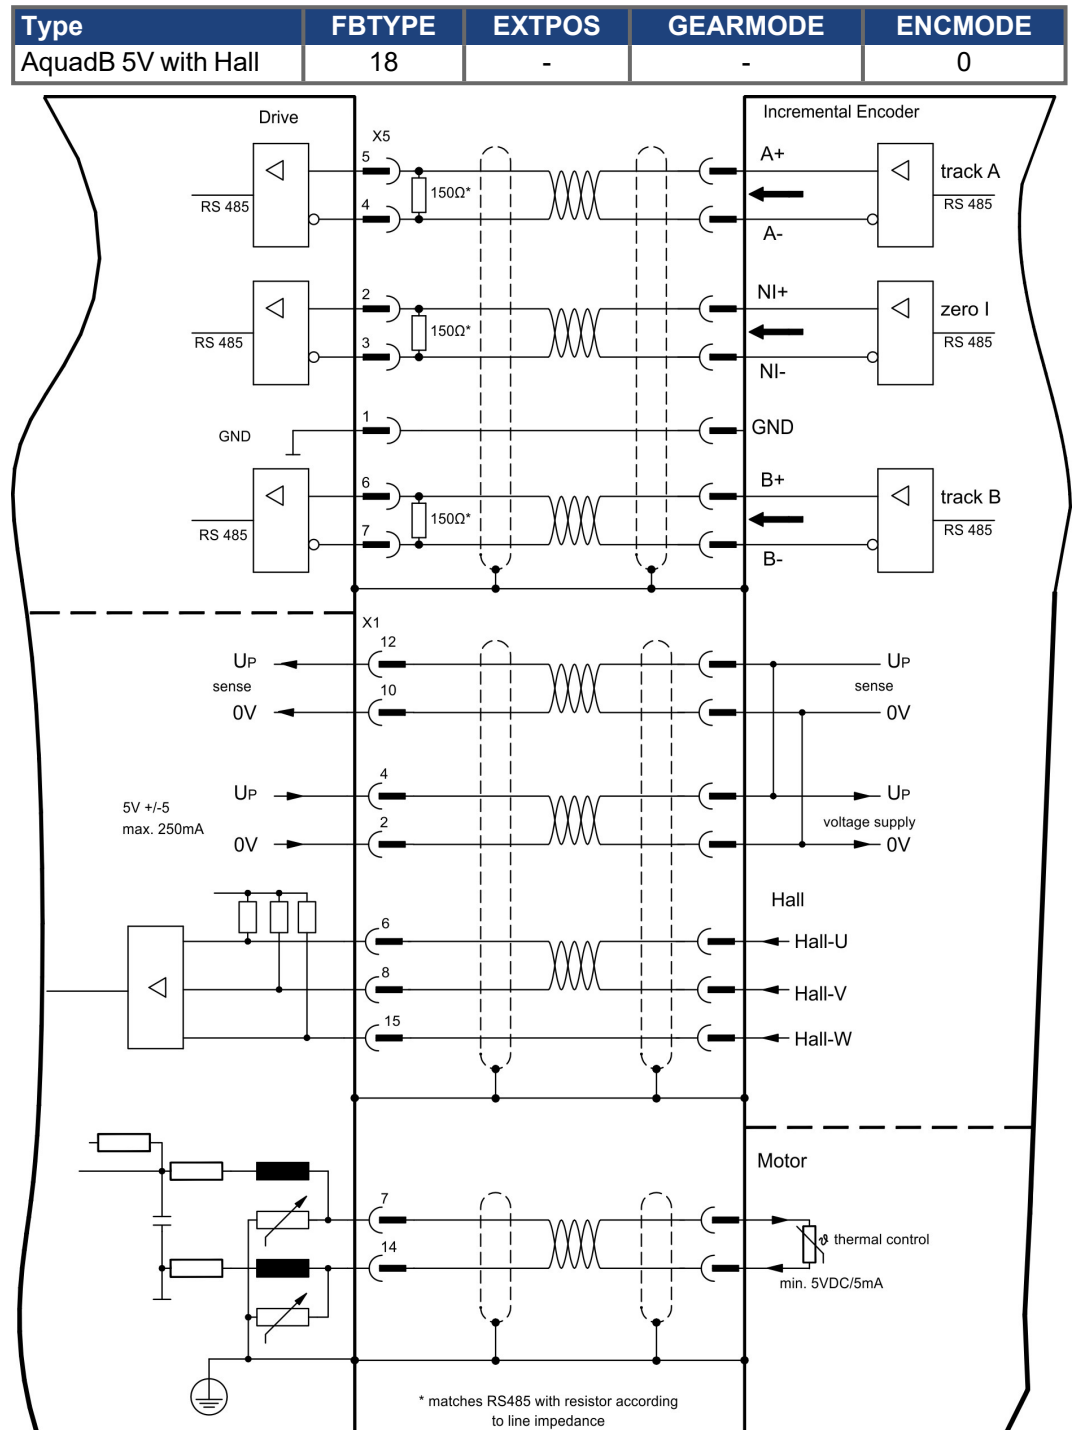 Type FBTYPE EXTPOS GEARMODE ENCMODE
AquadB 5V with Hall 18 - - 0
Drive Incremental Encoder
X5
5 A+ track A
RS 485 150Ω* RS 485
4 A-
2 NI+ zero I
RS 485 150Ω* RS 485
3 NI-
GND 1 GND
6 B+ track B
RS 485 150Ω* RS 485
7 B-
X1
UP 12 UP
sense sense
0V 10 0V
UP 4 UP
5V +/-5
max. 250mA voltage supply
0V 2 0V
Hall
6 Hall-U
8 Hall-V
15 Hall-W
Motor
7
ϑ thermal control
14
min. 5VDC/5mA
* matches RS485 with resistor according
to line impedance